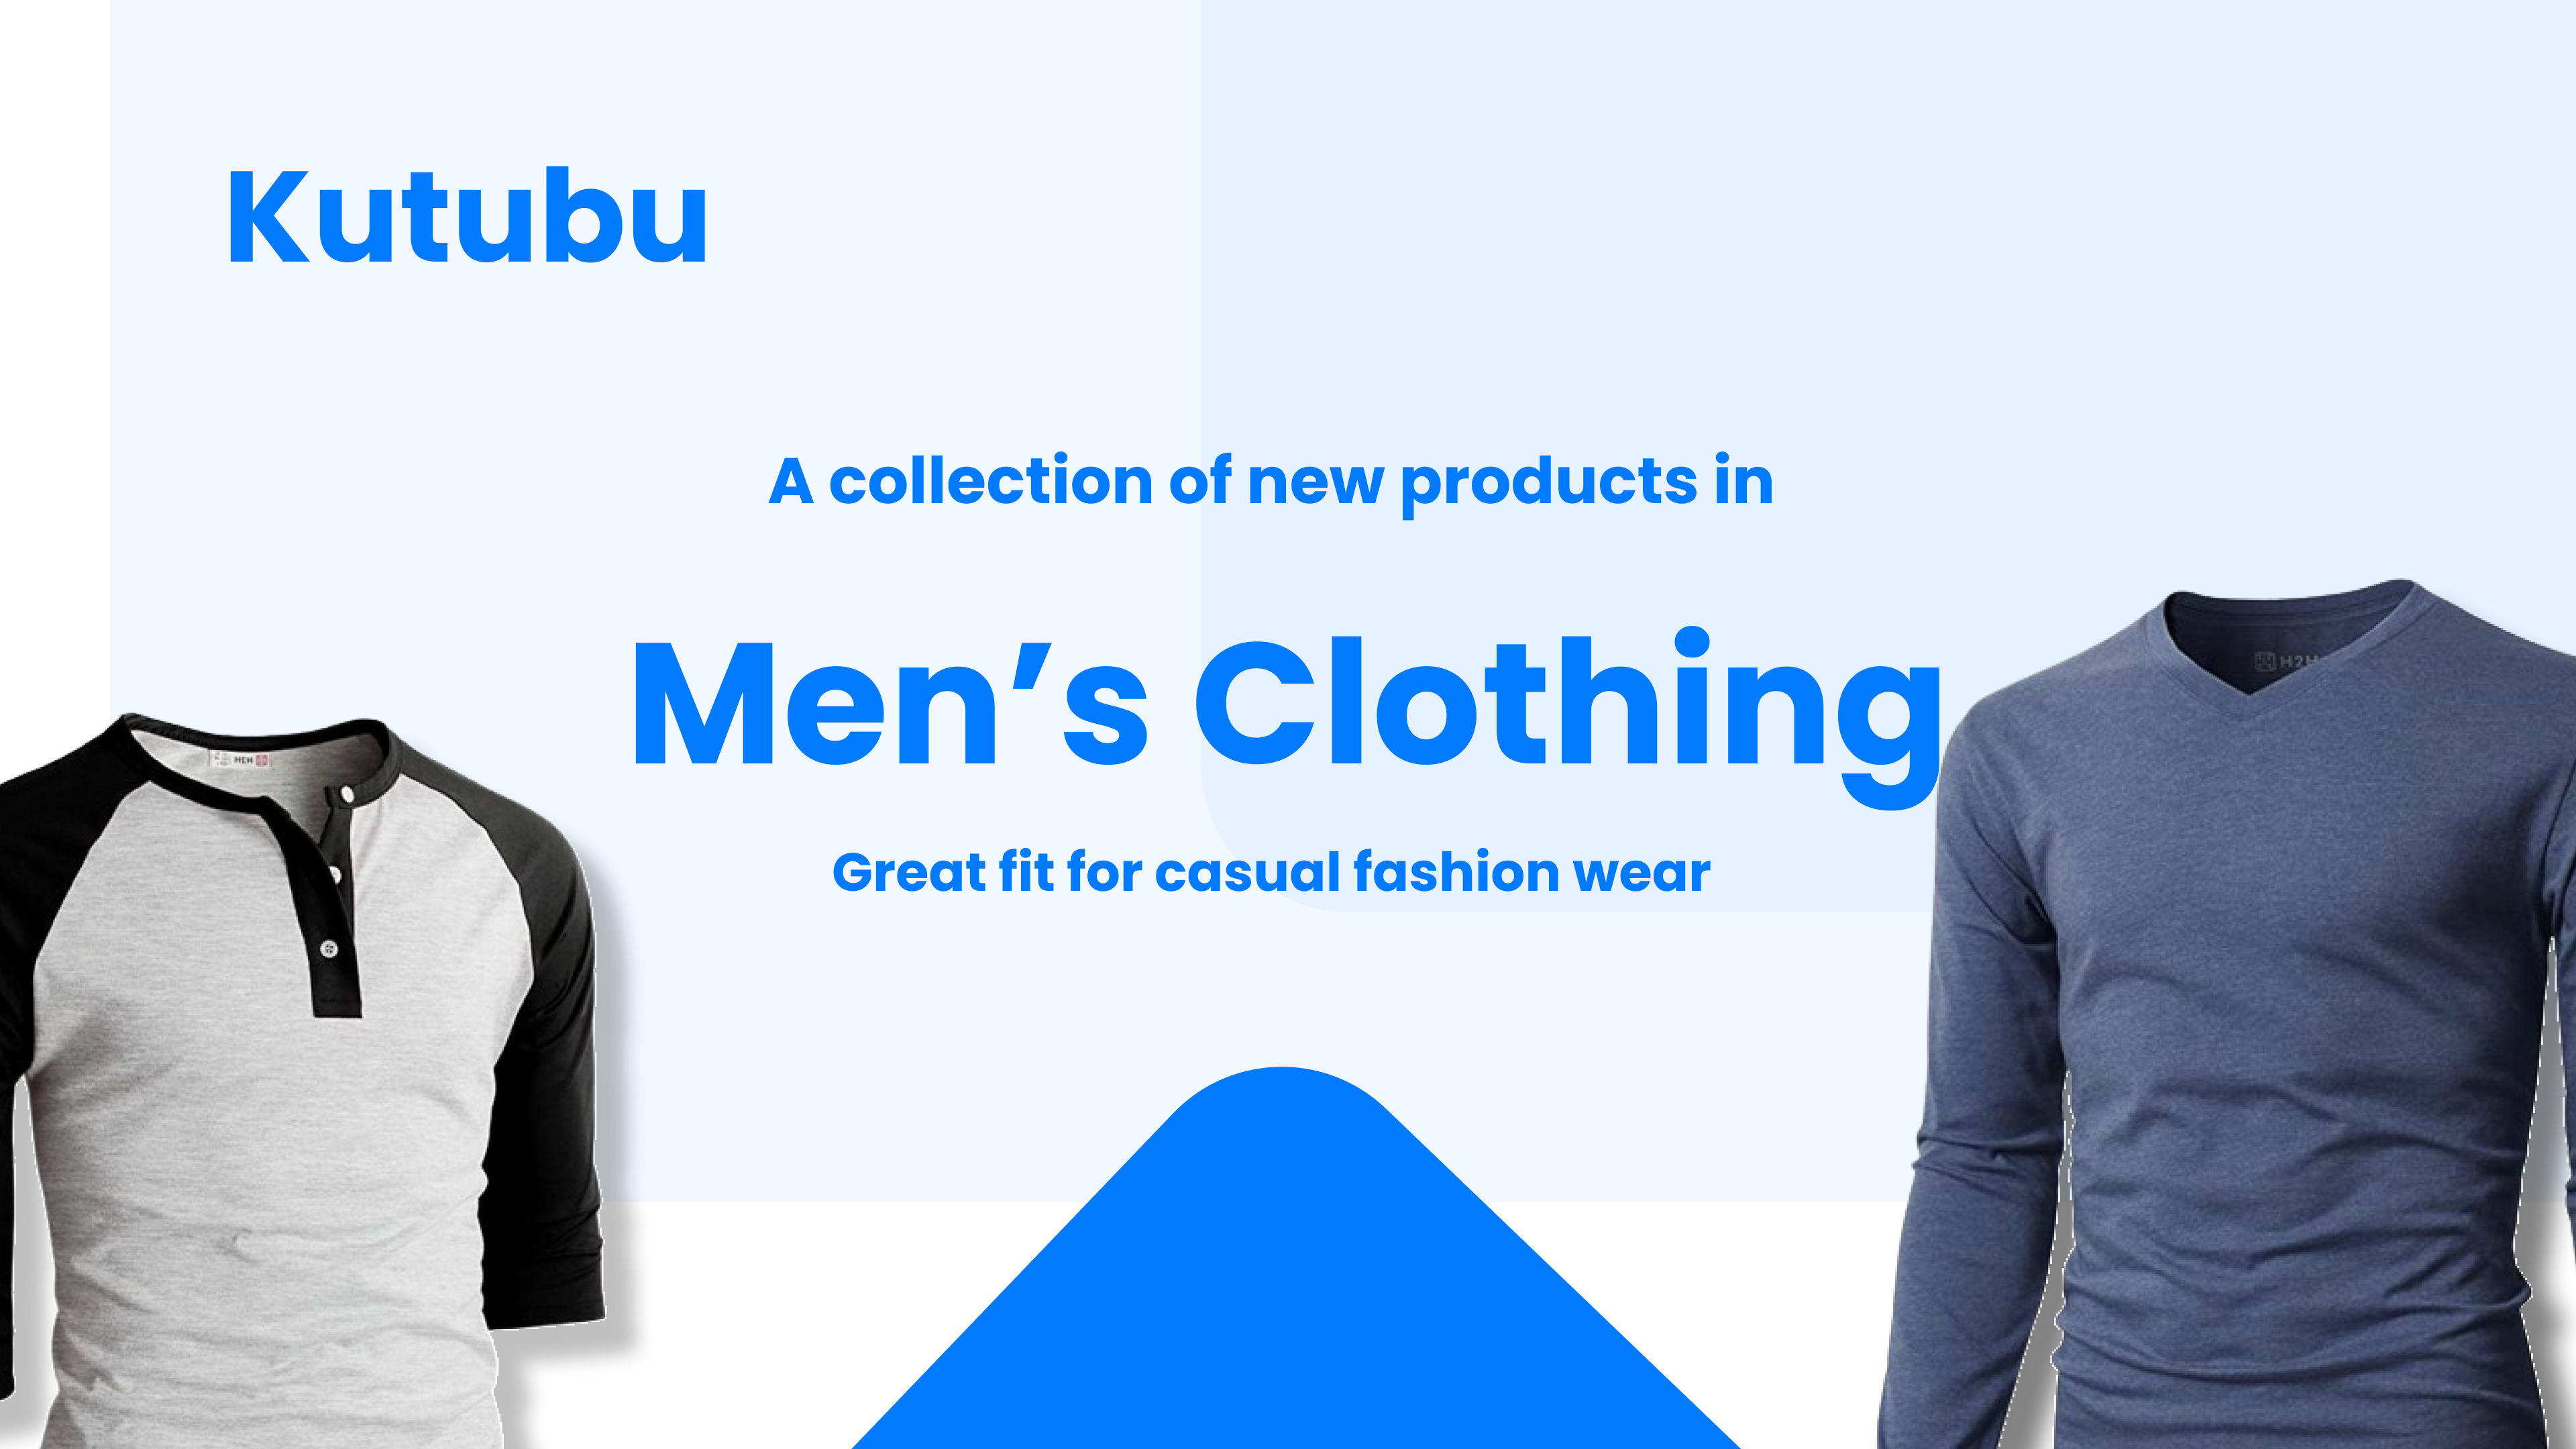 Kutubu
A collection of new products in
Men’s Clothing
Great fit for casual fashion wear